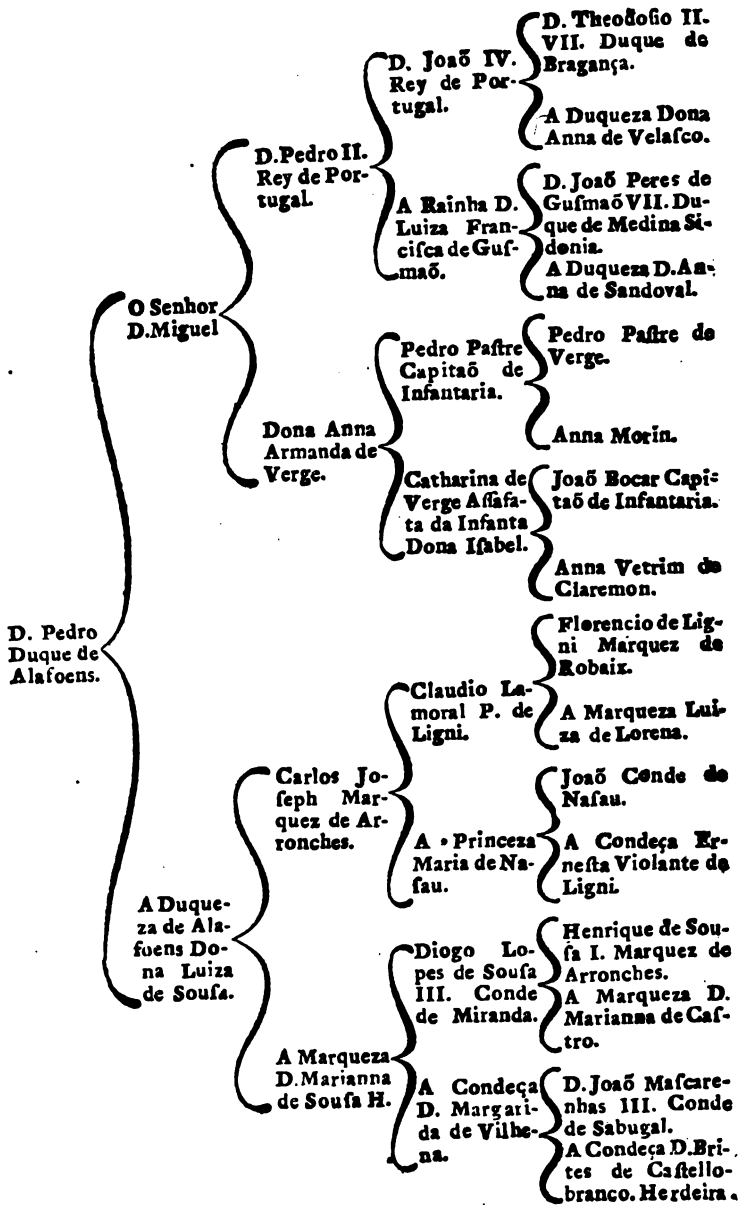 D. Pedro
Duque de
Alafoens.
O Senhor
D.Miguel
A Duque-
za de Ala-
foens Do-
na Luiza
de Souſa.
D.Pedro II.
Rey de Por-
tugal.
Dona Anna
Armanda de
Verge.
Carlos Jo-
ſeph Mar-
quez de Ar-
ronches.
A Marqueza
D.Marianna
de Souſa H.
D. Joaõ IV.
Rey de Por-
tugal.
A Rainha D.
Luiza Fran-
ciſca de Guſ-
maõ.
Pedro Paſtre
Capitaõ de
Infantaria.
Catharina de
Verge Aſſafa-
ta da Infanta
Dona Iſabel.
Claudio La-
moral P. de
Ligni.
A Princeza
Maria de Na-
ſau.
Diogo Lo-
pes de Souſa
III. Conde
de Miranda.
A Condeça
D. Margari-
da de Vilhe-
na.
D. Theodoſio II.
VII. Duque de
Bragança.
A Duqueza Dona
Anna de Velaſco.
D. Joaõ Peres de
Guſmaõ VII. Du-
que de Medina Si-
donia.
A Duqueza D. An-
na de Sandoval.
Pedro Paſtre de
Verge.
Anna Morin.
Joaõ Bocar Capi-
taõ de Infantaria.
Anna Vetrim de
Claremon.
Florencio de Lig-
ni Marquez de
Robaix.
A Marqueza Lui-
za de Lorena.
Joaõ Conde de
Naſau.
A Condeça Er-
neſta Violante de
Ligni.
Henrique de Sou-
ſa I. Marquez de
Arronches.
A Marqueza D.
Marianna de Caſ-
tro.
D. Joaõ Maſcare-
nhas III. Conde
de Sabugal.
A Condeça D.Bri-
tes de Caſtello-
branco. Herdeira.